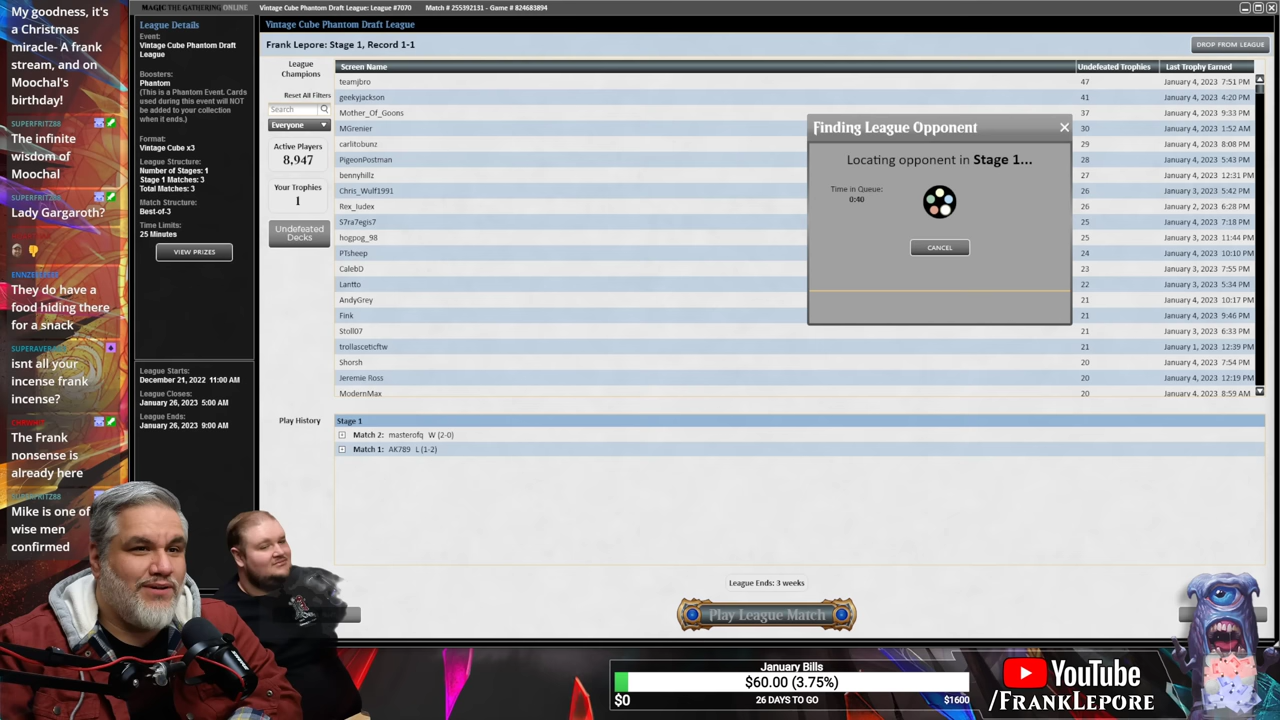 MAGIC THE GATHERING ONLINE Vintage Cube Phantom Draft League: League #7070 Match # 255392131 - Game # 824683894
My goodness, it's
a Christmas
miracle- A frank
stream, and on
Moochal's
birthday!
SUPERFRITZ88
The infinite
wisdom of
Moochal
SUPERFRITZ88
Lady Gargaroth?
They do have a
food hiding there
for a snack
isnt all your
incense frank
incense?
The Frank
nonsense is
already here
Mike is one of
wise men
confirmed
League Details
Event:
Vintage Cube Phantom Draft
League
Boosters:
Phantom
(This is a Phantom Event. Cards
used during this event will NOT
be added to your collection
when it ends.)
Format:
Vintage Cube x3
League Structure:
Number of Stages: 1
Stage 1 Matches: 3
Total Matches: 3
Match Structure:
Best-of-3
Time Limits:
25 Minutes
VIEW PRIZES
League Starts:
December 21, 2022 11:00 AM
League Closes:
January 26, 2023 5:00 AM
League Ends:
January 26, 2023 9:00 AM
Vintage Cube Phantom Draft League
Frank Lepore: Stage 1, Record 1-1
DROP FROM LEAGUE
League
Champions
Reset All Filters
Search
Everyone
Active Players
8,947
Your Trophies
1
Undefeated
Decks
Screen Name Undefeated Trophies Last Trophy Earned
teamjbro 47 January 4, 2023 7:51 PM
geekyjackson 41 January 4, 2023 4:20 PM
Mother_Of_Goons 37 January 4, 2023 9:33 PM
MGrenier 30 January 4, 2023 1:52 AM
carlitobunz 29 January 4, 2023 8:08 PM
PigeonPostman 28 January 4, 2023 5:43 PM
bennyhillz 27 January 4, 2023 12:31 PM
Chris_Wulf1991 26 January 3, 2023 5:42 PM
Rex_Iudex 26 January 2, 2023 6:28 PM
S7ra7egis7 25 January 4, 2023 7:18 PM
hogpog_98 25 January 3, 2023 11:44 PM
PTsheep 24 January 4, 2023 10:10 PM
CalebD 23 January 3, 2023 7:55 PM
Lantto 22 January 3, 2023 5:34 PM
AndyGrey 21 January 4, 2023 10:17 PM
Fink 21 January 4, 2023 9:46 PM
Stoll07 21 January 3, 2023 6:33 PM
trollasceticftw 21 January 1, 2023 12:39 PM
Shorsh 20 January 4, 2023 7:54 PM
Jeremie Ross 20 January 4, 2023 12:19 PM
ModernMax 20 January 4, 2023 8:59 AM
Finding League Opponent
Locating opponent in Stage 1...
Time in Queue:
0:40
CANCEL
Play History
Stage 1
Match 2: masterofq W (2-0)
Match 1: AK789 L (1-2)
League Ends: 3 weeks
Play League Match
January Bills
$60.00 (3.75%)
$0 26 DAYS TO GO $1600
YouTube
/FRANKLEPORE